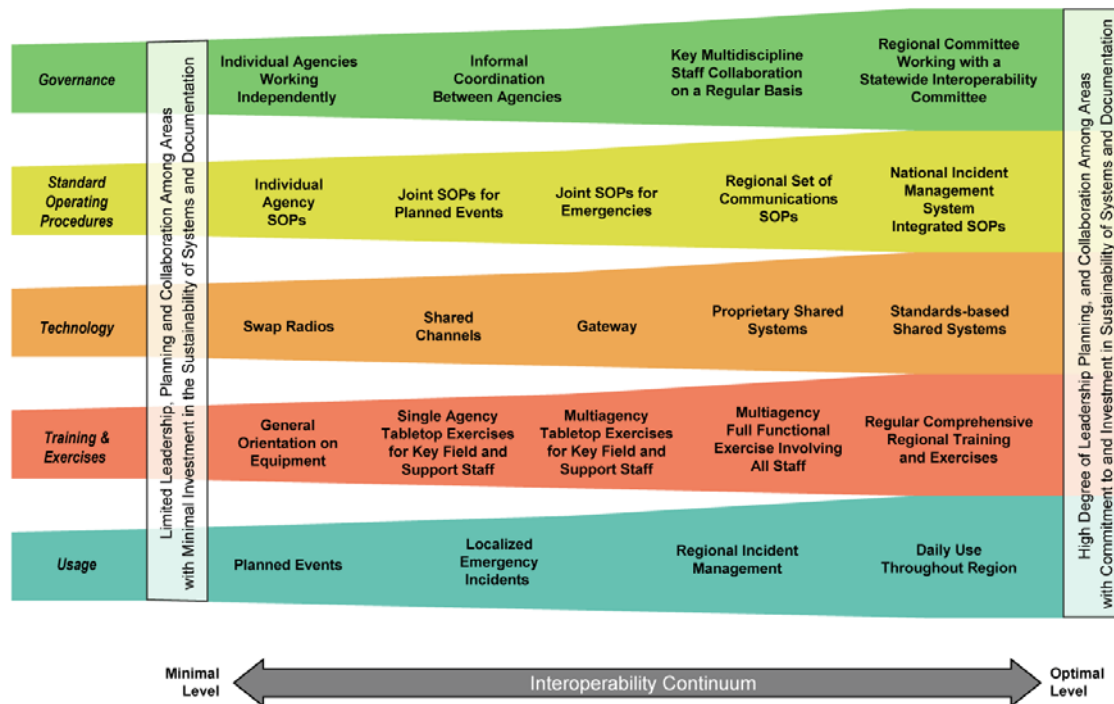 Governance
Individual Agencies
Working
Independently
Informal
Coordination
Between Agencies
Key Multidiscipline
Staff Collaboration
on a Regular Basis
Regional Committee
Working with a
Statewide Interoperability
Committee
Standard
Operating
Procedures
Individual
Agency
SOPs
Joint SOPs for
Planned Events
Joint SOPs for
Emergencies
Regional Set of
Communications
SOPs
National Incident
Management
System
Integrated SOPs
Technology
Swap Radios
Shared
Channels
Gateway
Proprietary Shared
Systems
Standards-based
Shared Systems
Training &
Exercises
General
Orientation on
Equipment
Single Agency
Tabletop Exercises
for Key Field and
Support Staff
Multiagency
Tabletop Exercises
for Key Field and
Support Staff
Multiagency
Full Functional
Exercise Involving
All Staff
Regular Comprehensive
Regional Training
and Exercises
Usage
Planned Events
Localized
Emergency
Incidents
Regional Incident
Management
Daily Use
Throughout Region
Limited Leadership, Planning and Collaboration Among Areas
with Minimal Investment in the Sustainability of Systems and Documentation
High Degree of Leadership Planning, and Collaboration Among Areas
with Commitment to and Investment in Sustainability of Systems and Documentation
Minimal
Level
Interoperability Continuum
Optimal
Level